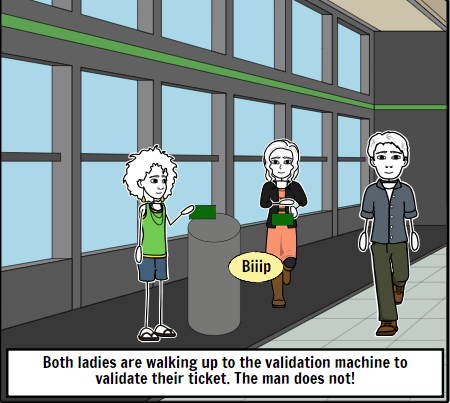 Biiip
Both ladies are walking up to the validation machine to
validate their ticket. The man does not!